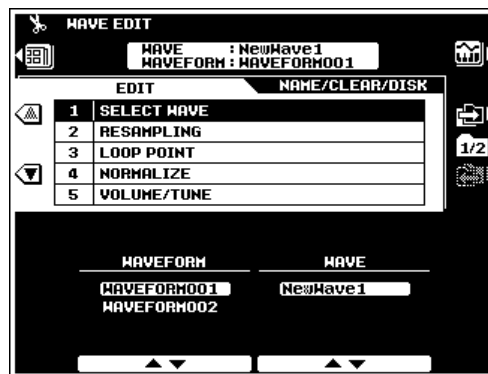 WAVE EDIT
WAVE :NewWave1
WAVEFORM:WAVEFORM001
EDIT NAME/CLEAR/DISK
1 SELECT WAVE
2 RESAMPLING
1/2
3 LOOP POINT
4 NORMALIZE
5 VOLUME/TUNE
WAVEFORM WAVE
WAVEFORM001 NewWave1
WAVEFORM002